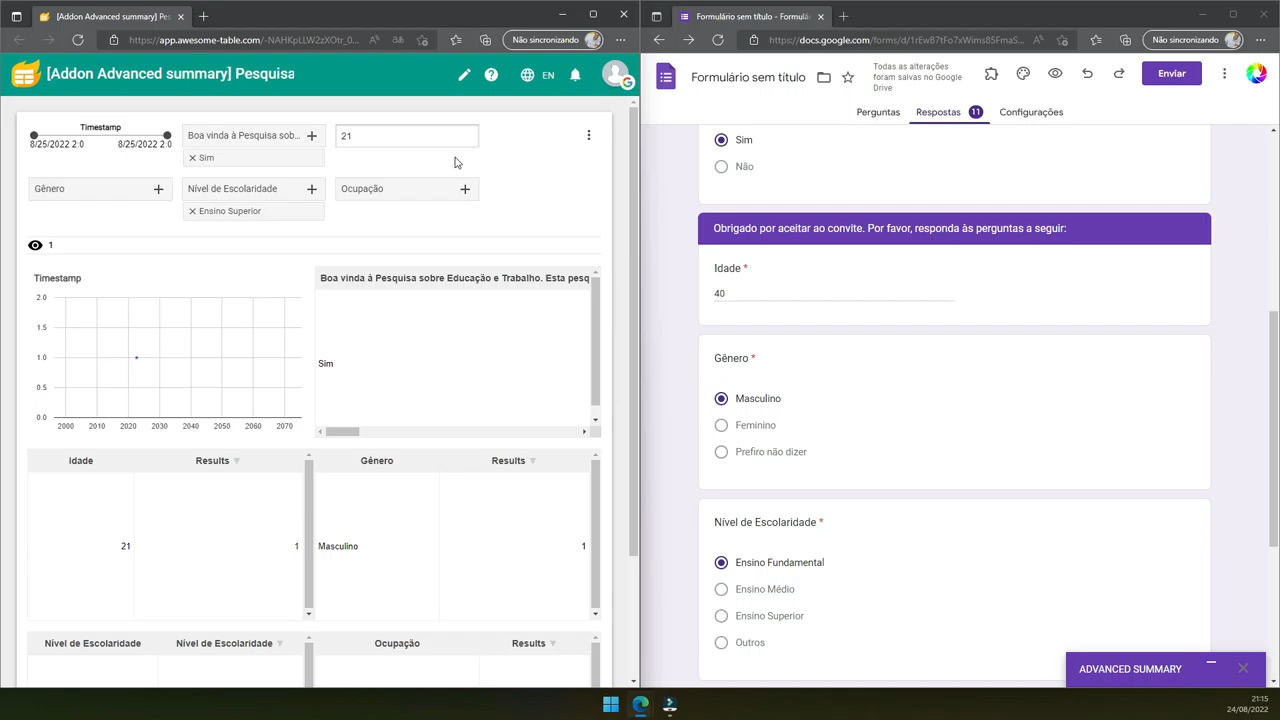 [Addon Advanced summary] Pes
https://app.awesome-table.com/-NAHKpLLW2zXOtr_0...
Não sincronizando
[Addon Advanced summary] Pesquisa
EN
Timestamp
8/25/2022 2:0
8/25/2022 2:0
Boa vinda à Pesquisa sob...
Sim
21
Gênero
Nível de Escolaridade
Ensino Superior
Ocupação
1
Timestamp
2.0
1.5
1.0
0.5
0.0
2000 2010 2020 2030 2040 2050 2060 2070
Boa vinda à Pesquisa sobre Educação e Trabalho. Esta pesq
Sim
Idade Results
21 1
Gênero Results
Masculino 1
Nível de Escolaridade Nível de Escolaridade
Ocupação Results
Formulário sem título - Formulá
Não sincronizando
Formulário sem título
Todas as alterações
foram salvas no Google
Drive
Enviar
Perguntas
Respostas 11
Configurações
Sim
Não
Obrigado por aceitar ao convite. Por favor, responda às perguntas a seguir:
Idade *
40
Gênero *
Masculino
Feminino
Prefiro não dizer
Nível de Escolaridade *
Ensino Fundamental
Ensino Médio
Ensino Superior
Outros
ADVANCED SUMMARY
21:15
24/08/2022